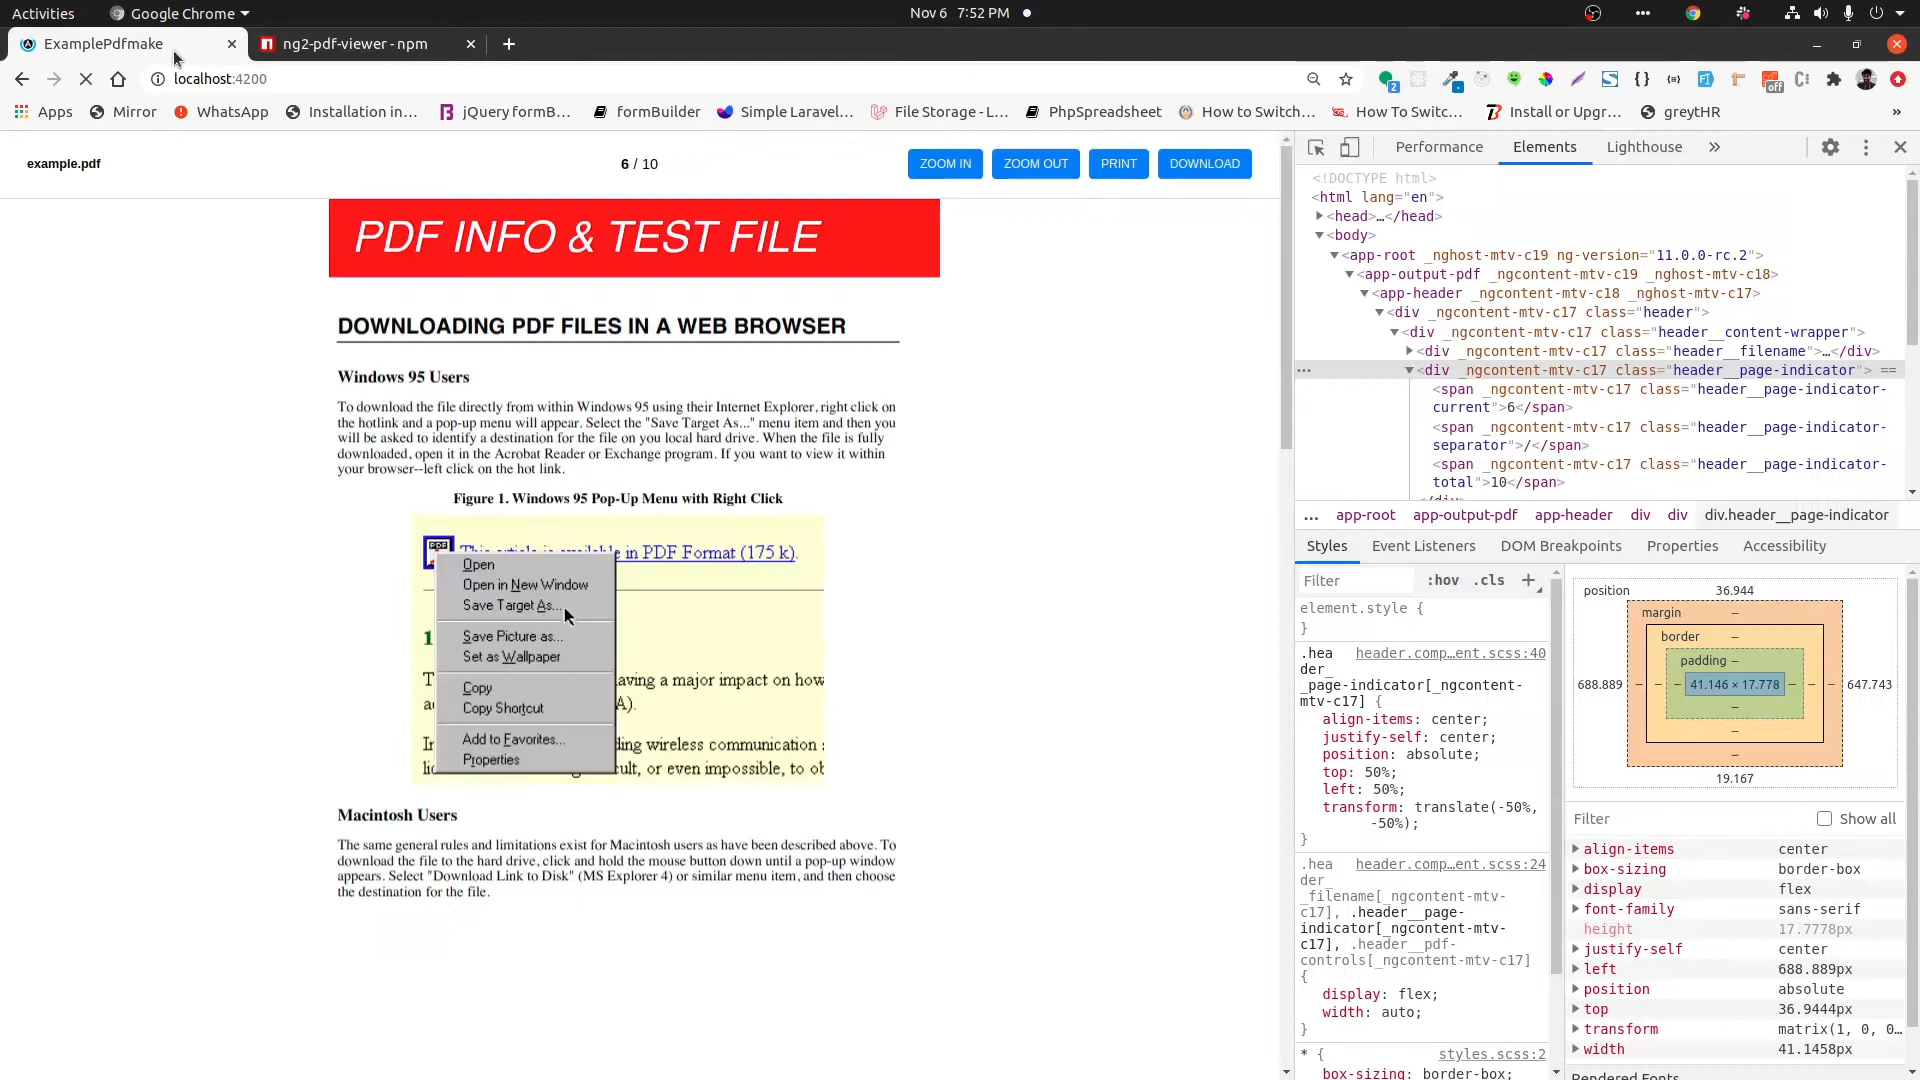 Activities
Google Chrome
Nov 6 7:52 PM
ExamplePdfmake
ng2-pdf-viewer - npm
localhost:4200
Apps
Mirror
WhatsApp
Installation in…
jQuery formB…
formBuilder
Simple Laravel…
File Storage - L…
PhpSpreadsheet
How to Switch…
How To Switc…
Install or Upgr…
greytHR
»
example.pdf
6 / 10
ZOOM IN
ZOOM OUT
PRINT
DOWNLOAD
PDF INFO & TEST FILE
DOWNLOADING PDF FILES IN A WEB BROWSER
Windows 95 Users
To download the file directly from within Windows 95 using their Internet Explorer, right click on
the hotlink and a pop-up menu will appear. Select the "Save Target As..." menu item and then you
will be asked to identify a destination for the file on you local hard drive. When the file is fully
downloaded, open it in the Acrobat Reader or Exchange program. If you want to view it within
your browser--left click on the hot link.
Figure 1. Windows 95 Pop-Up Menu with Right Click
PDF
in PDF Format (175 k).
Open
Open in New Window
Save Target As...
Save Picture as...
Set as Wallpaper
Copy
Copy Shortcut
Add to Favorites...
Properties
1
aving a major impact on how
A).
ding wireless communication
cult, or even impossible, to ob
Macintosh Users
The same general rules and limitations exist for Macintosh users as have been described above. To
download the file to the hard drive, click and hold the mouse button down until a pop-up window
appears. Select "Download Link to Disk" (MS Explorer 4) or similar menu item, and then choose
the destination for the file.
Performance
Elements
Lighthouse
»
<!DOCTYPE html>
<html lang="en">
<head>…</head>
<body>
<app-root _nghost-mtv-c19 ng-version="11.0.0-rc.2">
<app-output-pdf _ngcontent-mtv-c19 _nghost-mtv-c18>
<app-header _ngcontent-mtv-c18 _nghost-mtv-c17>
<div _ngcontent-mtv-c17 class="header">
<div _ngcontent-mtv-c17 class="header__content-wrapper">
<div _ngcontent-mtv-c17 class="header__filename">…</div>
<div _ngcontent-mtv-c17 class="header__page-indicator"> ==
<span _ngcontent-mtv-c17 class="header__page-indicator-
current">6</span>
<span _ngcontent-mtv-c17 class="header__page-indicator-
separator">/</span>
<span _ngcontent-mtv-c17 class="header__page-indicator-
total">10</span>
… app-root app-output-pdf app-header div div div.header__page-indicator
Styles
Event Listeners
DOM Breakpoints
Properties
Accessibility
Filter
:hov .cls +
element.style {
}
.hea header.comp…ent.scss:40
der_
_page-indicator[_ngcontent-
mtv-c17] {
align-items: center;
justify-self: center;
position: absolute;
top: 50%;
left: 50%;
transform: translate(-50%,
-50%);
}
.hea header.comp…ent.scss:24
der_
_filename[_ngcontent-mtv-
c17], .header__page-
indicator[_ngcontent-mtv-
c17], .header__pdf-
controls[_ngcontent-mtv-c17]
{
display: flex;
width: auto;
}
* { styles.scss:2
box-sizing: border-box;
position 36.944
margin –
border –
padding –
688.889 – – – 41.146 × 17.778 – – – 647.743
–
–
–
19.167
Filter
Show all
align-items center
box-sizing border-box
display flex
font-family sans-serif
height 17.7778px
justify-self center
left 688.889px
position absolute
top 36.9444px
transform matrix(1, 0, 0…
width 41.1458px
Rendered Fonts